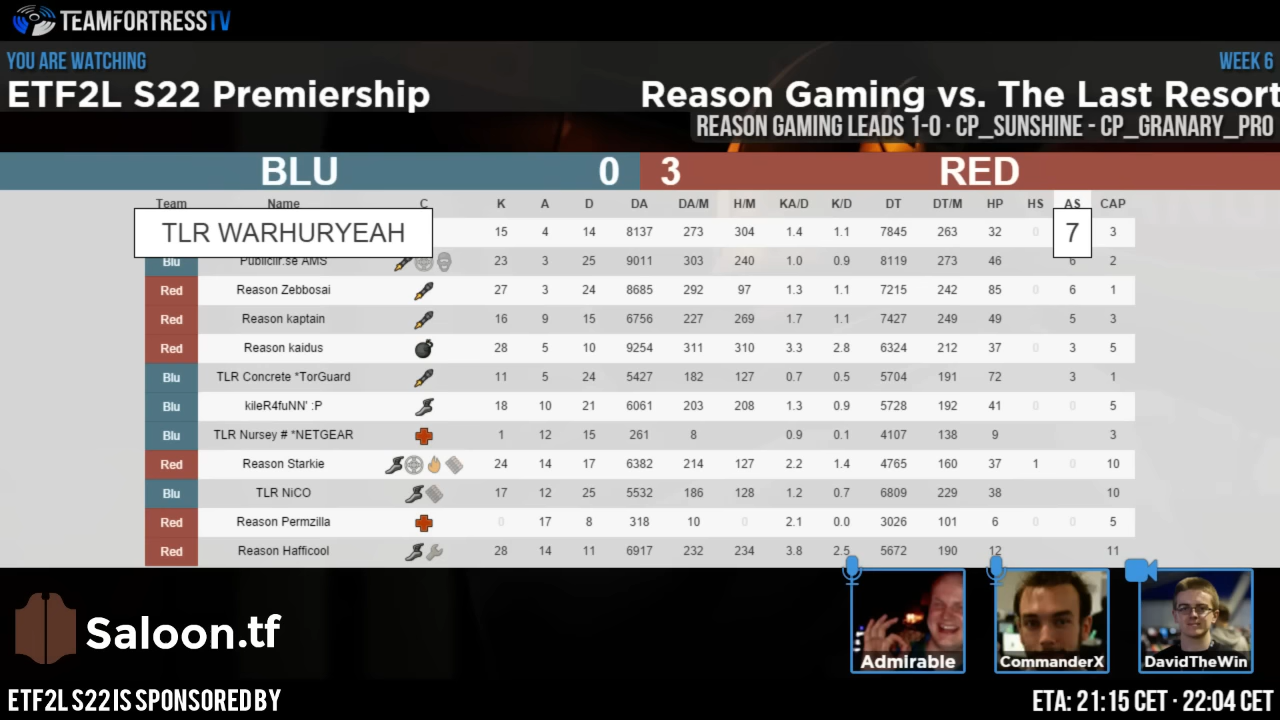 TEAMFORTRESSTV
YOU ARE WATCHING
WEEK 6
ETF2L S22 Premiership
Reason Gaming vs. The Last Resort
REASON GAMING LEADS 1-0 · CP_SUNSHINE - CP_GRANARY_PRO
BLU 0 3 RED
Team Name C K A D DA DA/M H/M KA/D K/D DT DT/M HP HS AS CAP
TLR WARHURYEAH 15 4 14 8137 273 304 1.4 1.1 7845 263 32 0 7 3
Blu Publiclir.se AMS 23 3 25 9011 303 240 1.0 0.9 8119 273 46 6 2
Red Reason Zebbosai 27 3 24 8685 292 97 1.3 1.1 7215 242 85 0 6 1
Red Reason kaptain 16 9 15 6756 227 269 1.7 1.1 7427 249 49 5 3
Red Reason kaidus 28 5 10 9254 311 310 3.3 2.8 6324 212 37 0 3 5
Blu TLR Concrete *TorGuard 11 5 24 5427 182 127 0.7 0.5 5704 191 72 3 1
Blu kileR4fuNN' :P 18 10 21 6061 203 208 1.3 0.9 5728 192 41 0 0 5
Blu TLR Nursey # *NETGEAR 1 12 15 261 8 0.9 0.1 4107 138 9 3
Red Reason Starkie 24 14 17 6382 214 127 2.2 1.4 4765 160 37 1 0 10
Blu TLR NiCO 17 12 25 5532 186 128 1.2 0.7 6809 229 38 10
Red Reason Permzilla 0 17 8 318 10 0 2.1 0.0 3026 101 6 0 0 5
Red Reason Hafficool 28 14 11 6917 232 234 3.8 2.5 5672 190 12 11
Saloon.tf
Admirable
CommanderX
DavidTheWin
ETF2L S22 IS SPONSORED BY
ETA: 21:15 CET · 22:04 CET